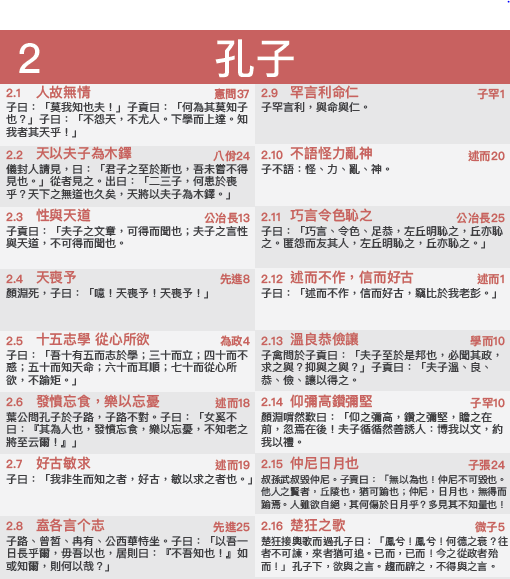 2 孔子
2.1 人故無情 憲問37
子曰：「莫我知也夫！」子貢曰：「何為其莫知子
也？」子曰：「不怨天，不尤人。下學而上達。知
我者其天乎！」
2.2 天以夫子為木鐸 八佾24
儀封人請見，曰：「君子之至於斯也，吾未嘗不得
見也。」從者見之。出曰：「二三子，何患於喪
乎？天下之無道也久矣，天將以夫子為木鐸。」
2.3 性與天道 公冶長13
子貢曰：「夫子之文章，可得而聞也；夫子之言性
與天道，不可得而聞也。
2.4 天喪予 先進8
顏淵死，子曰：「噫！天喪予！天喪予！」
2.5 十五志學 從心所欲 為政4
子曰：「吾十有五而志於學；三十而立；四十而不
惑；五十而知天命；六十而耳順；七十而從心所
欲，不踰矩。」
2.6 發憤忘食，樂以忘憂 述而18
葉公問孔子於子路，子路不對。子曰：「女奚不
曰：『其為人也，發憤忘食，樂以忘憂，不知老之
將至云爾！』」
2.7 好古敏求 述而19
子曰：「我非生而知之者，好古，敏以求之者也。」
2.8 蓋各言个志 先進25
子路、曾皙、冉有、公西華恃坐。子曰：「以吾一
日長乎爾，毋吾以也，居則曰：『不吾知也！』如
或知爾，則何以哉？」
2.9 罕言利命仁 子罕1
子罕言利，與命與仁。
2.10 不語怪力亂神 述而20
子不語：怪、力、亂、神。
2.11 巧言令色恥之 公冶長25
子曰：「巧言、令色、足恭，左丘明恥之，丘亦恥
之。匿怨而友其人，左丘明恥之，丘亦恥之。」
2.12 述而不作，信而好古 述而1
子曰：「述而不作，信而好古，竊比於我老彭。」
2.13 溫良恭儉讓 學而10
子禽問於子貢曰：「夫子至於是邦也，必聞其政，
求之與？抑與之與？」子貢曰：「夫子溫、良、
恭、儉、讓以得之。
2.14 仰彌高鑽彌堅 子罕10
顏淵喟然歎曰：「仰之彌高，鑽之彌堅，瞻之在
前，忽焉在後！夫子循循然善誘人：博我以文，約
我以禮。
2.15 仲尼日月也 子張24
叔孫武叔毀仲尼。子貢曰：「無以為也！仲尼不可毀也。
他人之賢者，丘陵也，猶可踰也；仲尼，日月也，無得而
踰焉。人雖欲自絕，其何傷於日月乎？多見其不知量也！
2.16 楚狂之歌 微子5
楚狂接輿歌而過孔子曰：「鳳兮！鳳兮！何德之衰？往
者不可諫，來者猶可追。已而，已而！今之從政者殆
而！」孔子下，欲與之言。趨而辟之，不得與之言。